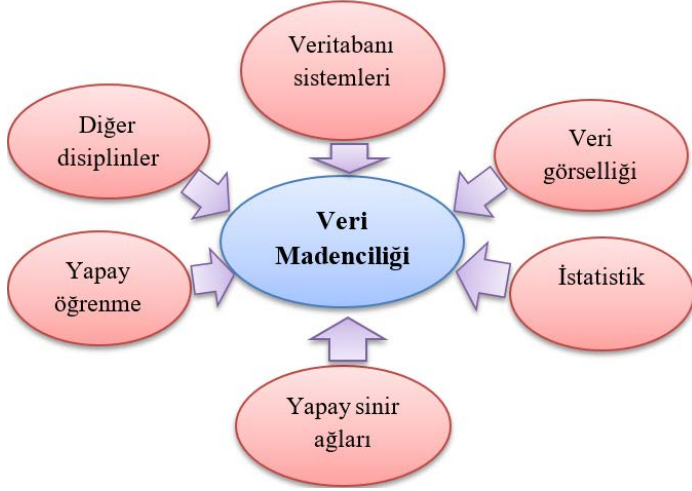 Veritabanı
sistemleri
Diğer
disiplinler
Veri
görselliği
Veri
Madenciliği
Yapay
öğrenme
İstatistik
Yapay sinir
ağları